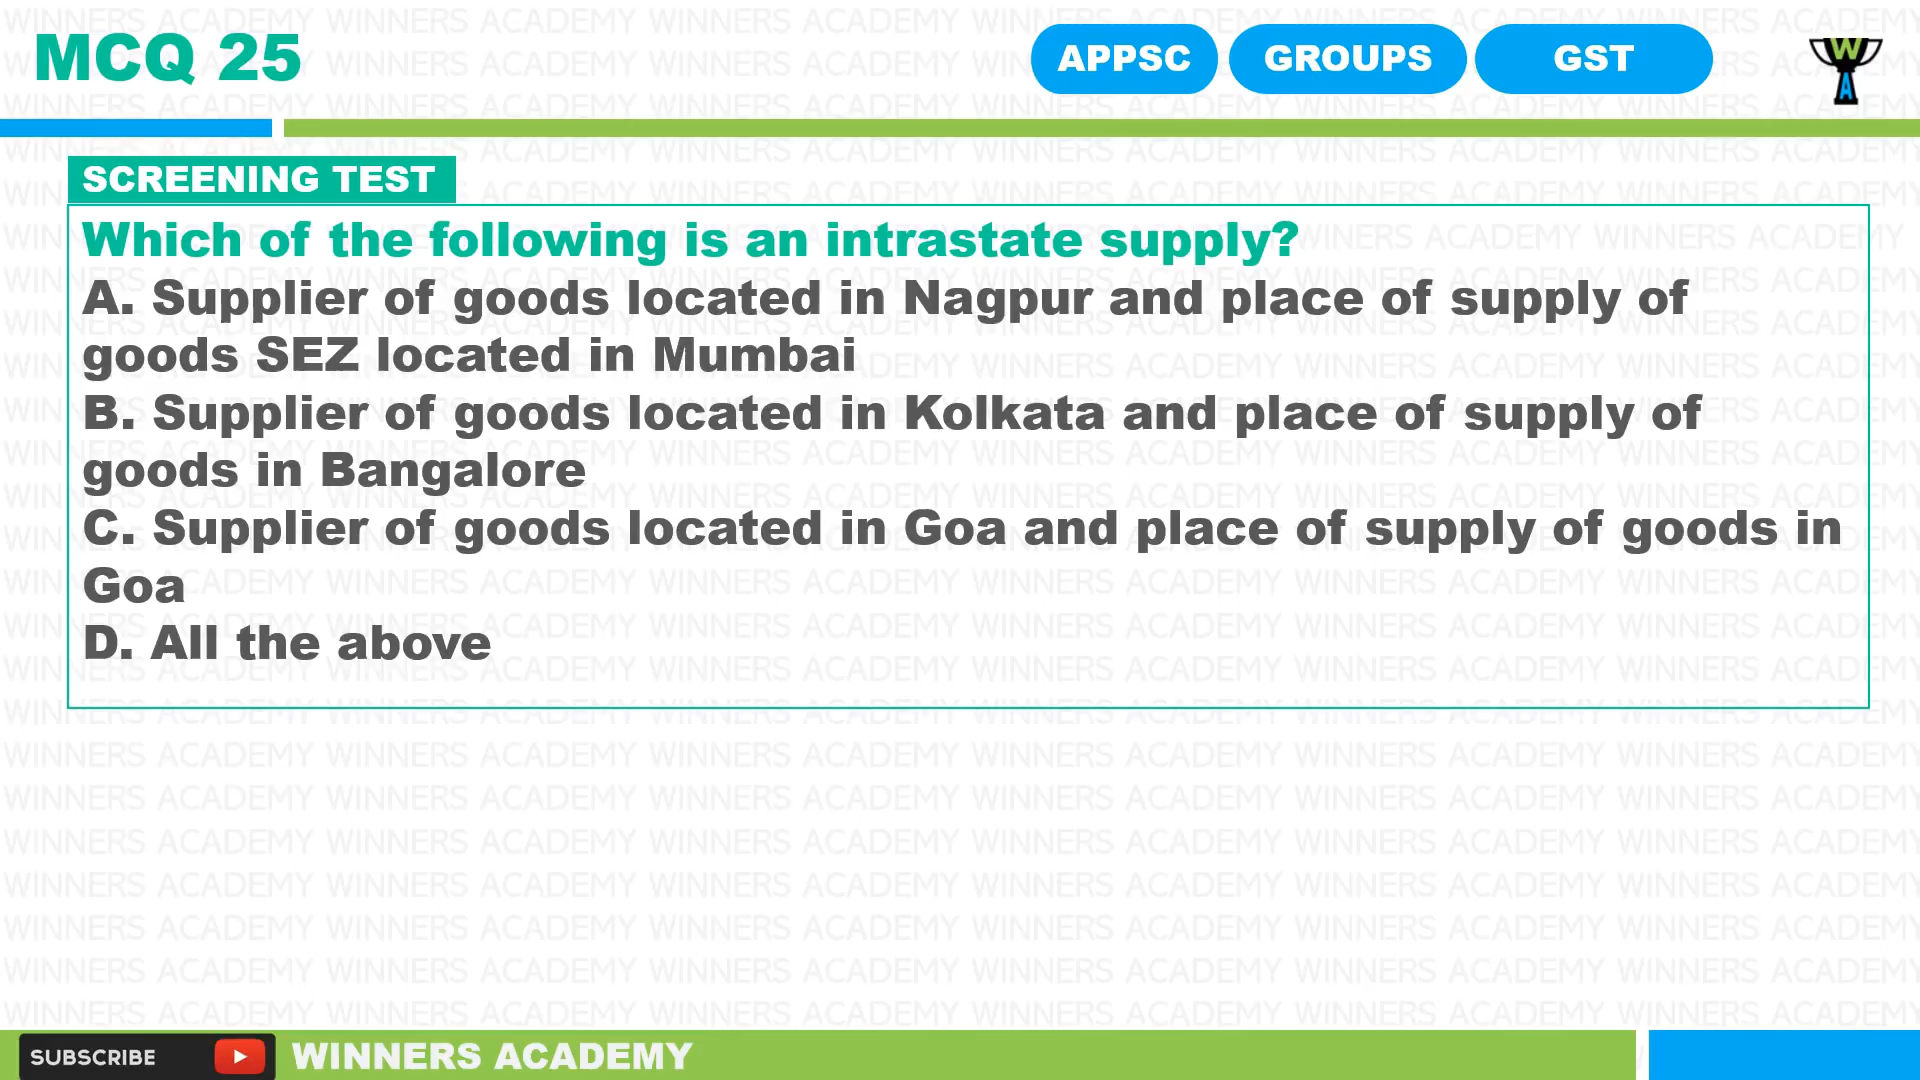 MCQ 25
APPSC GROUPS GST
W
A
SCREENING TEST
Which of the following is an intrastate supply?
A. Supplier of goods located in Nagpur and place of supply of
goods SEZ located in Mumbai
B. Supplier of goods located in Kolkata and place of supply of
goods in Bangalore
C. Supplier of goods located in Goa and place of supply of goods in
Goa
D. All the above
SUBSCRIBE WINNERS ACADEMY